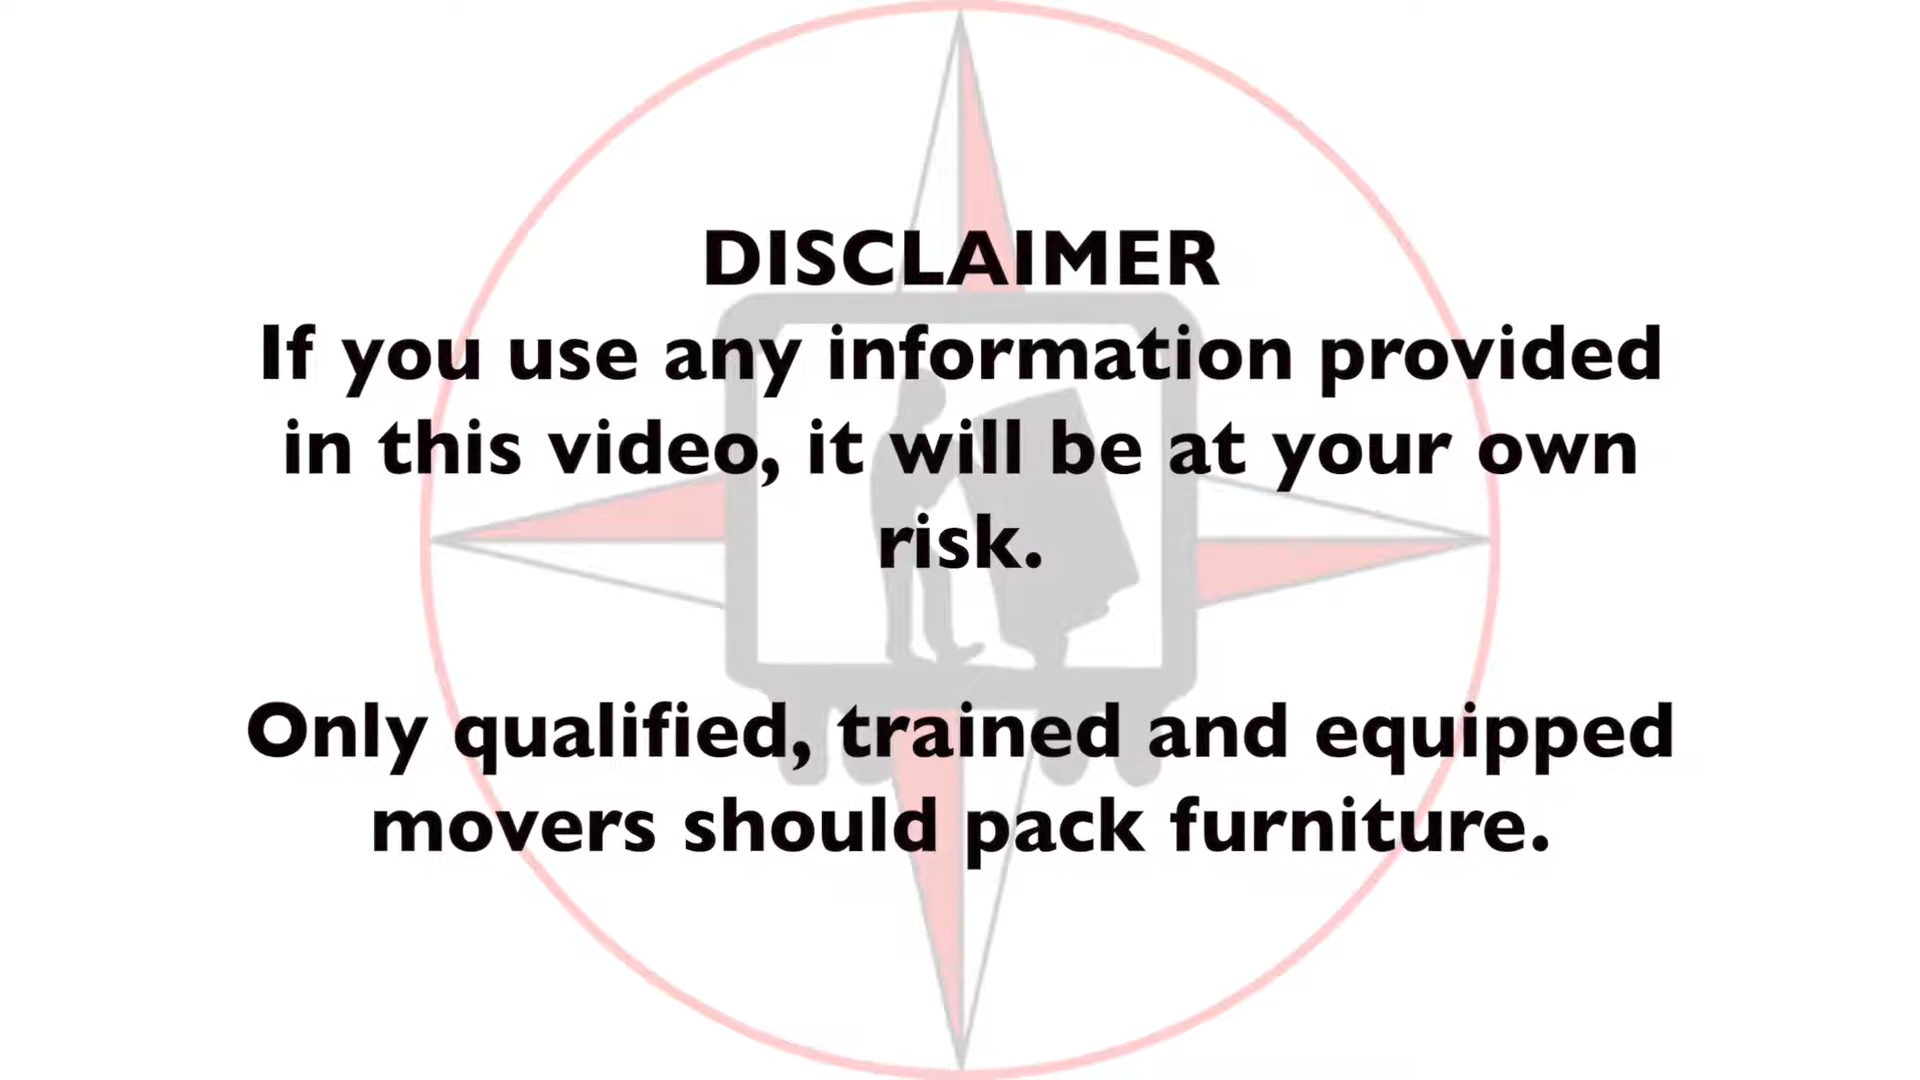 DISCLAIMER
If you use any information provided
in this video, it will be at your own
risk.
Only qualified, trained and equipped
movers should pack furniture.